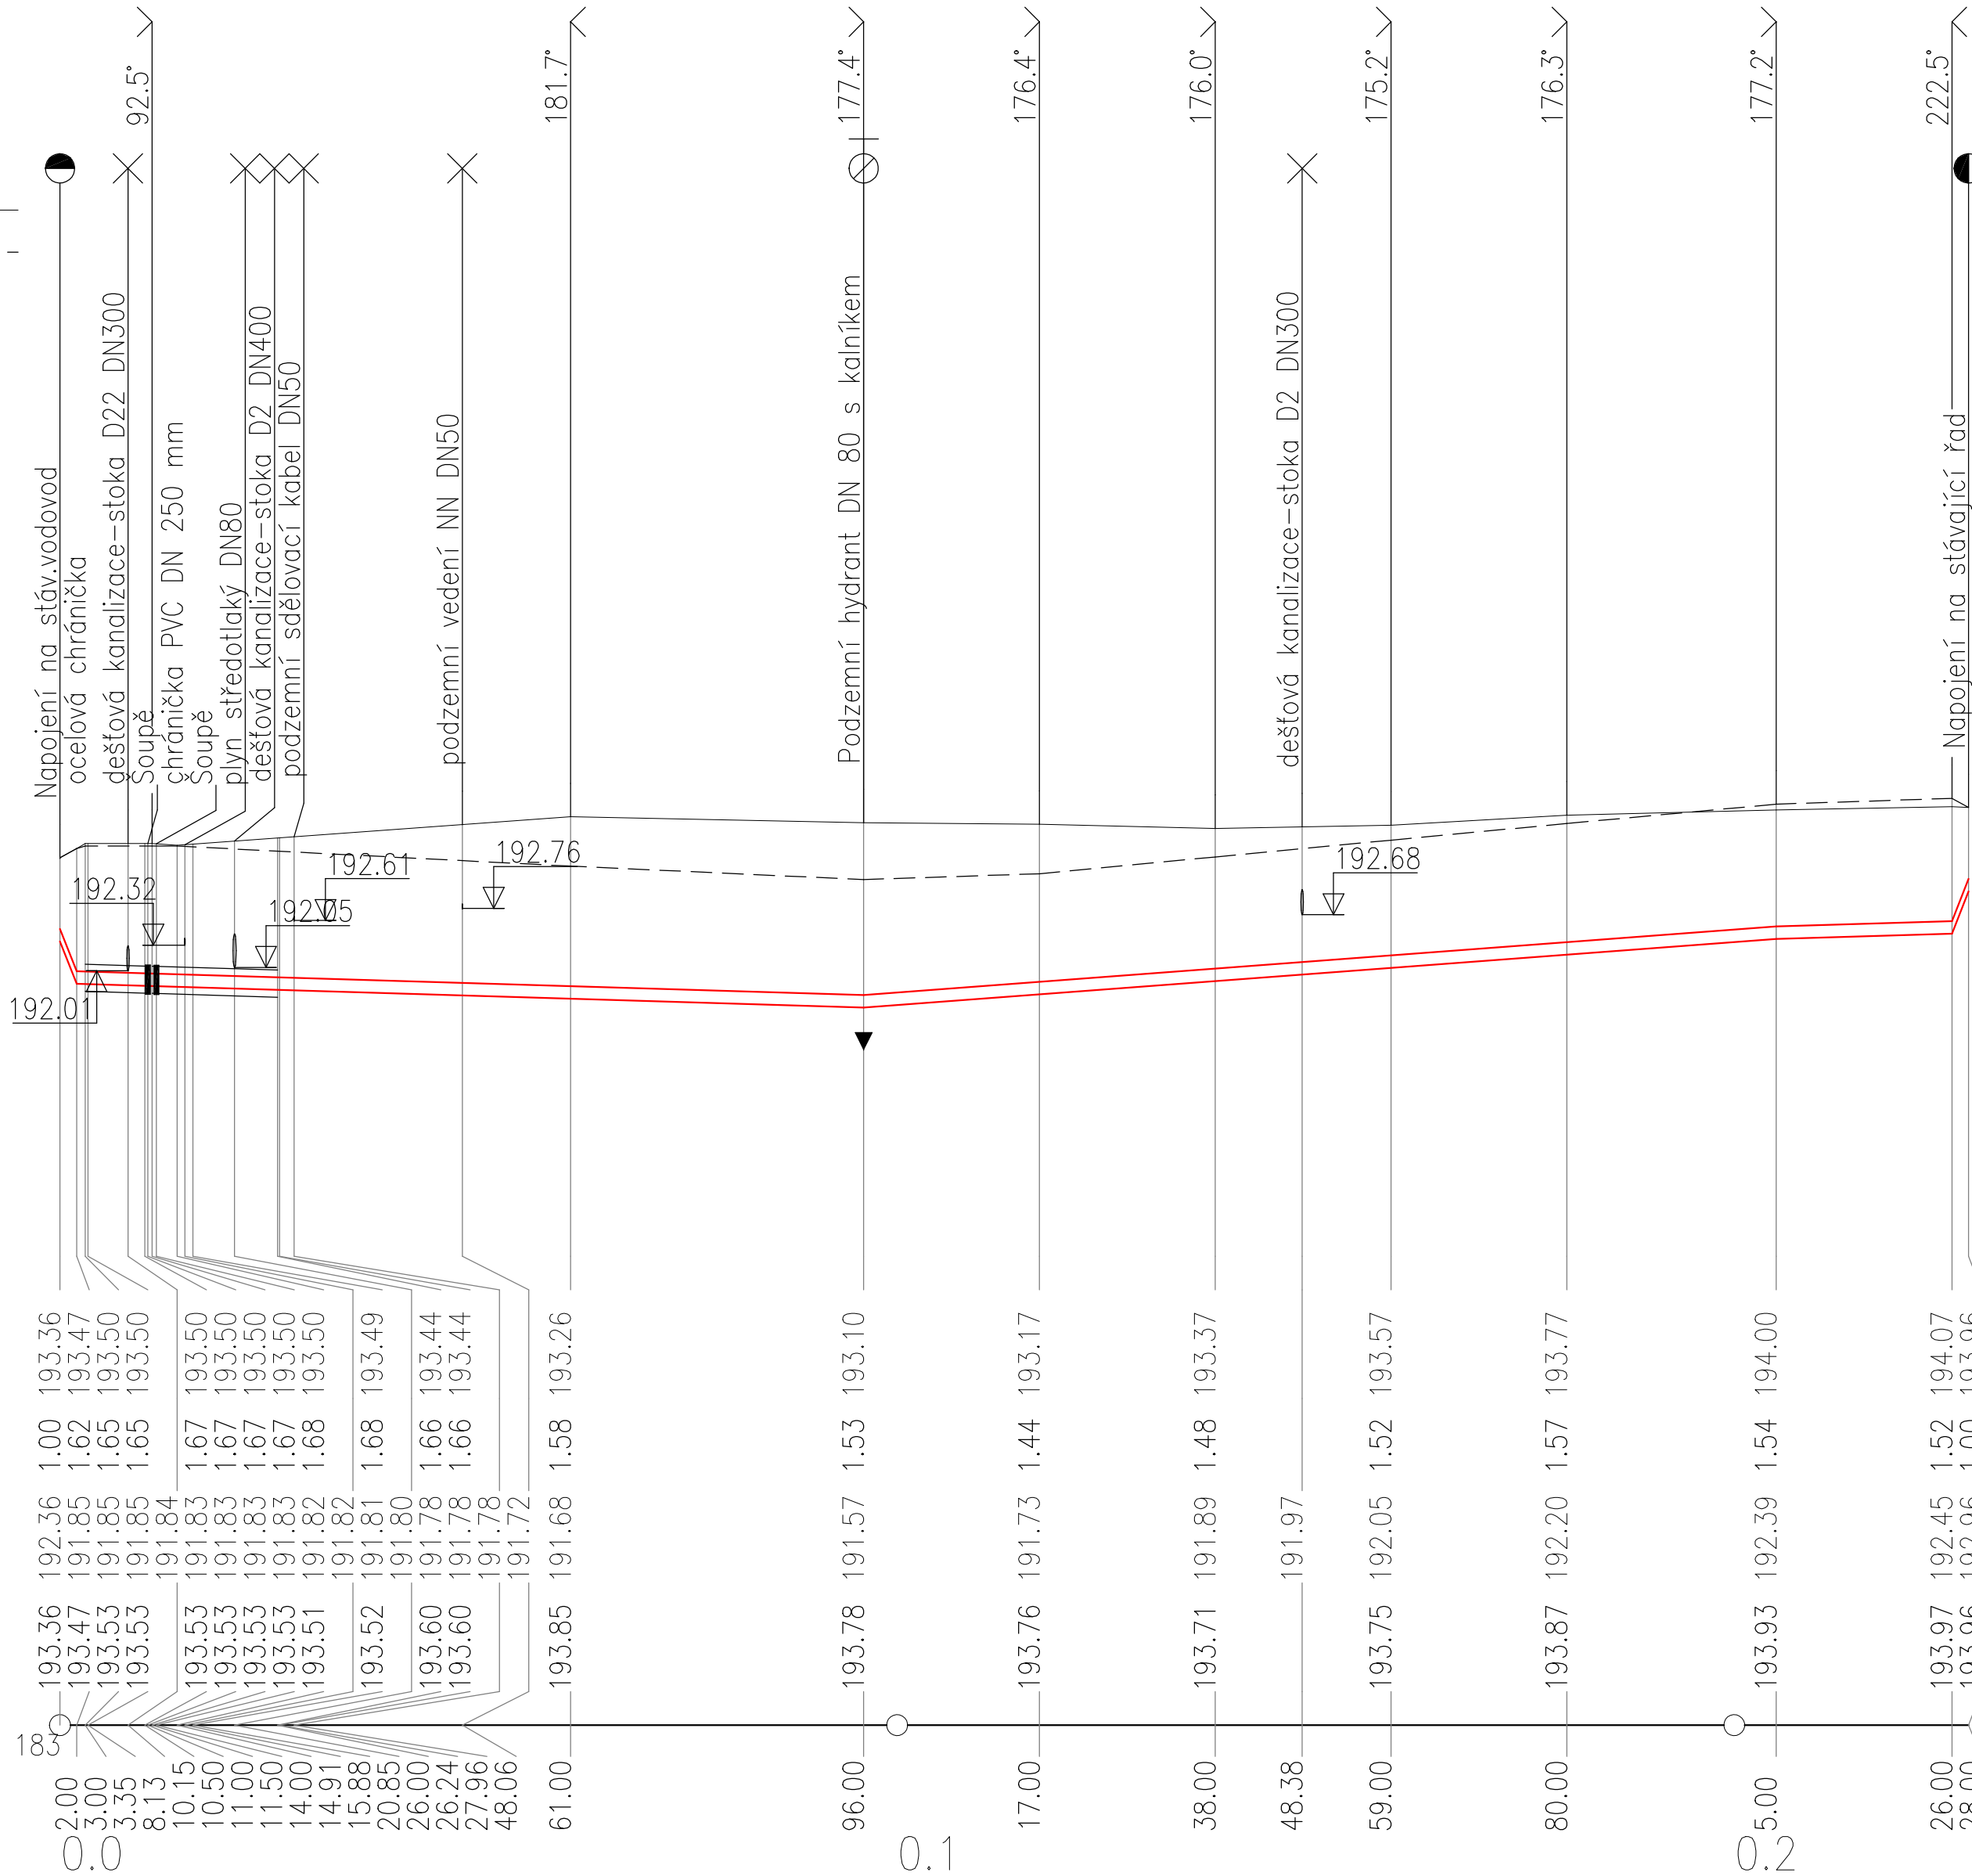 92.5°
181.7°
177.4°
176.4°
176.0°
175.2°
176.3°
177.2°
222.5°
Napojení na stáv.vodovod
ocelová chránička
dešťová kanalizace-stoka D22 DN300
Šoupě
chránička PVC DN 250 mm
Šoupě
plyn středotlaký DN80
dešťová kanalizace-stoka D2 DN400
podzemní sdělovací kabel DN50
podzemní vedení NN DN50
Podzemní hydrant DN 80 s kalníkem
dešťová kanalizace-stoka D2 DN300
Napojení na stávající řad
192.32
192.61
192.05
192.76
192.68
192.01
193.36 193.47 193.50 193.50 193.50 193.50 193.50 193.50 193.50 193.49 193.44 193.44 193.26 193.10 193.17 193.37 193.57 193.77 194.00 194.07 193.96
1.00 1.62 1.65 1.65 1.67 1.67 1.67 1.67 1.68 1.68 1.66 1.66 1.58 1.53 1.44 1.48 1.52 1.57 1.54 1.52 1.00
192.36 191.85 191.85 191.85 191.84 191.83 191.83 191.83 191.83 191.82 191.82 191.81 191.80 191.78 191.78 191.78 191.72 191.68 191.57 191.73 191.89 191.97 192.05 192.20 192.39 192.45 192.96
193.36 193.47 193.53 193.53 193.53 193.53 193.53 193.53 193.51 193.52 193.60 193.60 193.85 193.78 193.76 193.71 193.75 193.87 193.93 193.97 193.96
183
2.00 3.00 3.35 8.13 10.15 10.50 11.00 11.50 14.00 14.91 15.88 20.85 26.00 26.24 27.96 48.06 61.00 96.00 17.00 38.00 48.38 59.00 80.00 5.00 26.00 28.00
0.0 0.1 0.2